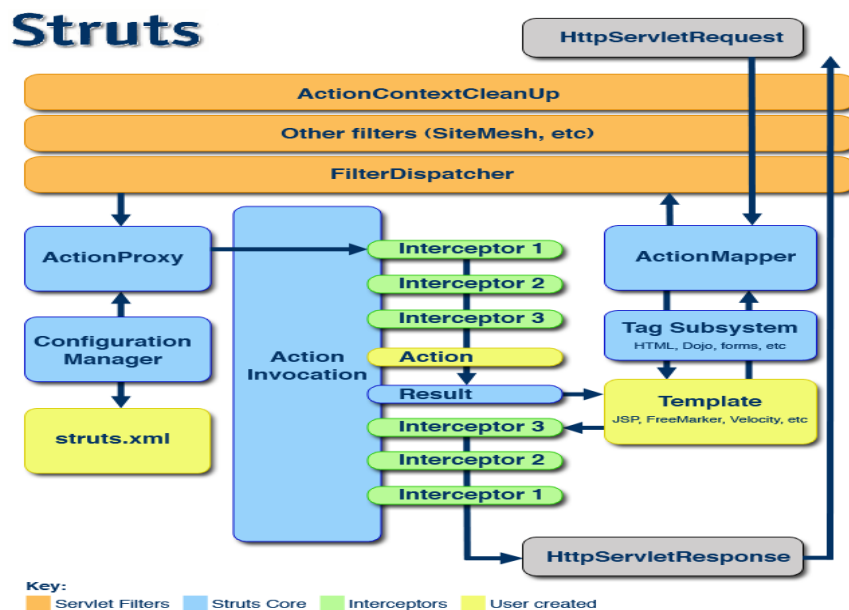 Struts
HttpServletRequest
ActionContextCleanUp
Other filters (SiteMesh, etc)
FilterDispatcher
ActionProxy
Configuration
Manager
struts.xml
Action
Invocation
Interceptor 1
Interceptor 2
Interceptor 3
Action
Result
Interceptor 3
Interceptor 2
Interceptor 1
ActionMapper
Tag Subsystem
HTML, Dojo, forms, etc
Template
JSP, FreeMarker, Velocity, etc
HttpServletResponse
Key:
Servlet Filters
Struts Core
Interceptors
User created